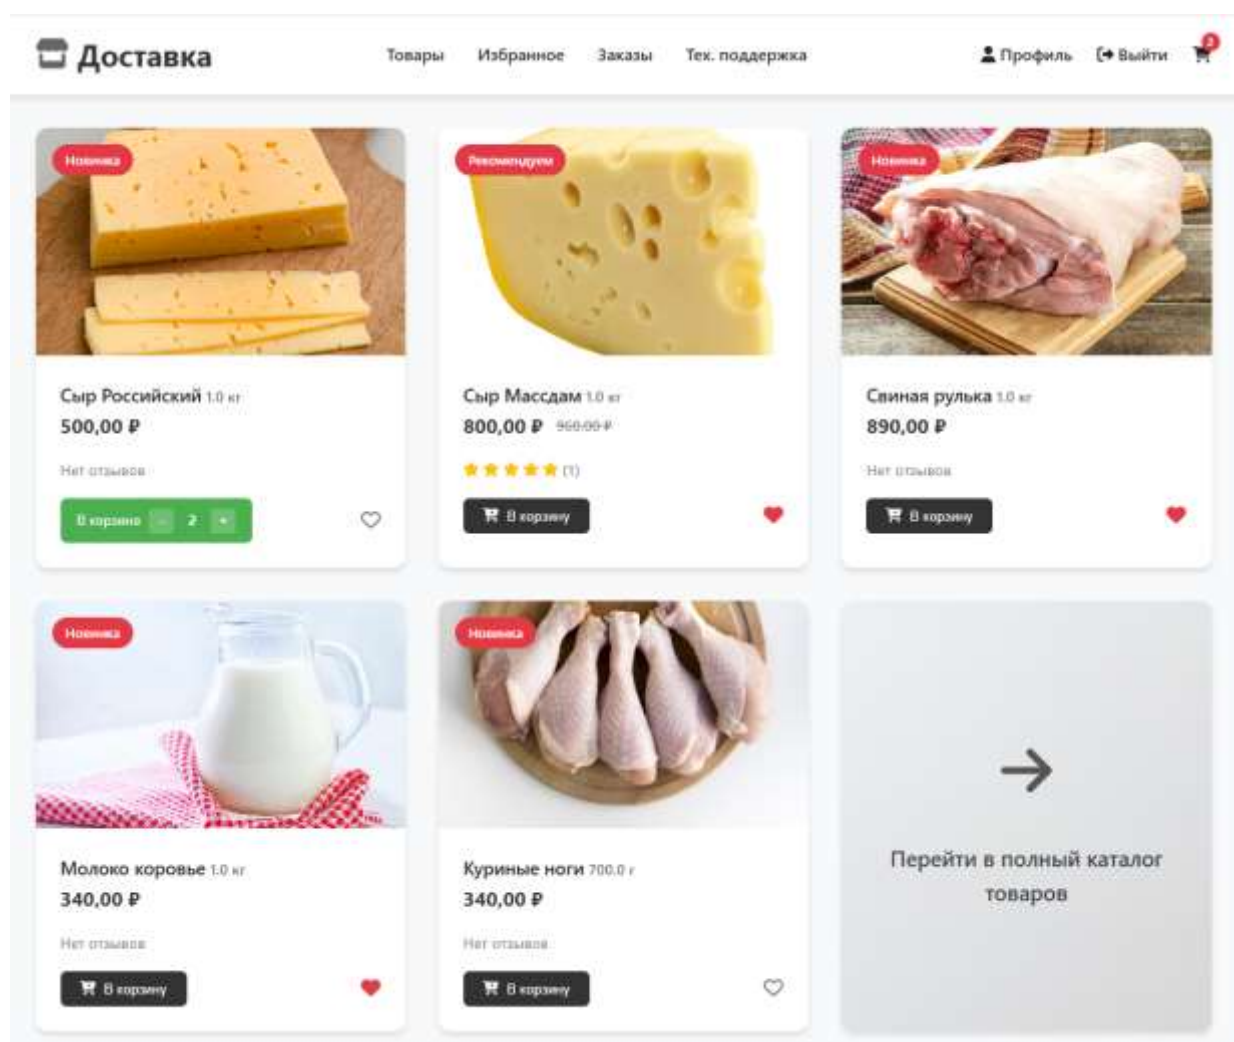 Доставка
Товары Избранное Заказы Тех. поддержка
Профиль Выйти 2
Новинка
Сыр Российский 1.0 кг
500,00 ₽
Нет отзывов
В корзине - 2 +
Рекомендуем
Сыр Массдам 1.0 кг
800,00 ₽ 960,00 ₽
(1)
В корзину
Новинка
Свиная рулька 1.0 кг
890,00 ₽
Нет отзывов
В корзину
Новинка
Молоко коровье 1.0 кг
340,00 ₽
Нет отзывов
В корзину
Новинка
Куриные ноги 700.0 г
340,00 ₽
Нет отзывов
В корзину
Перейти в полный каталог
товаров